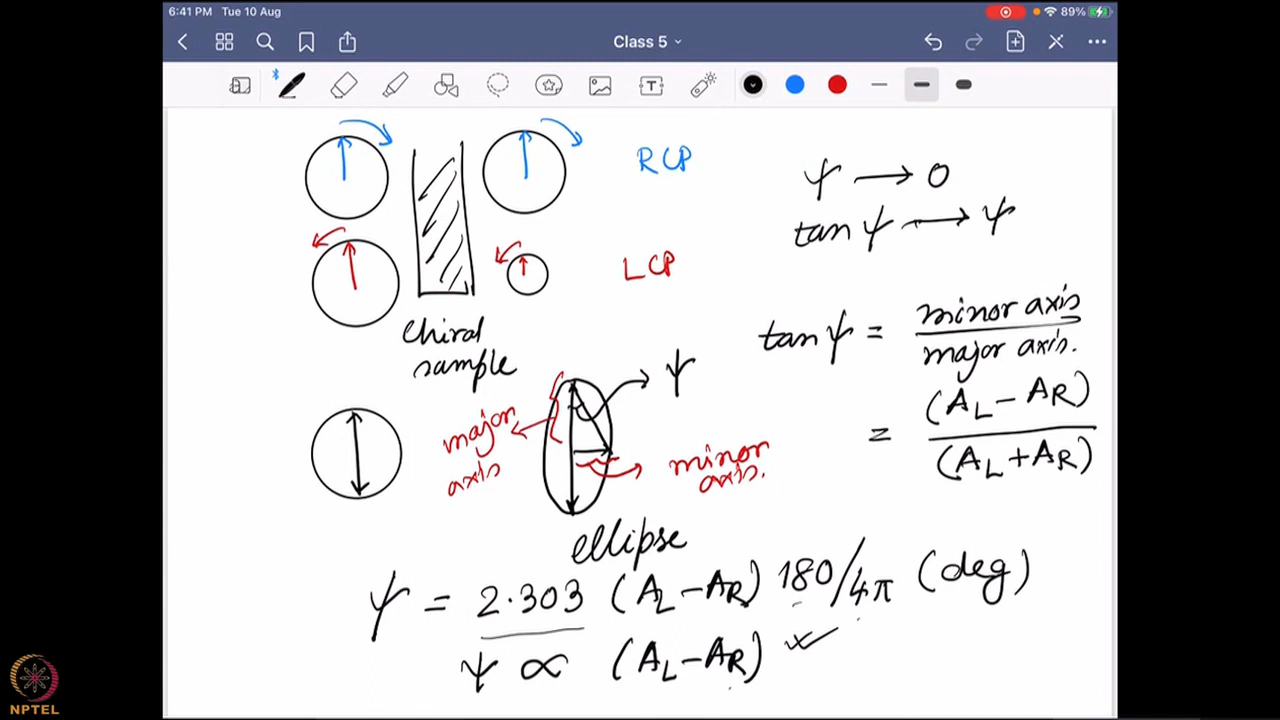 6:41 PM Tue 10 Aug
89%
Class 5
T
RCP
LCP
chiral
sample
ψ → 0
tan ψ → ψ
tan ψ = minor axis
major axis.
= (AL − AR)
(AL + AR)
ψ
major
axis
minor
axis.
ellipse
ψ = 2.303 (AL − AR) 180/4π (deg)
ψ ∝ (AL − AR)
NPTEL